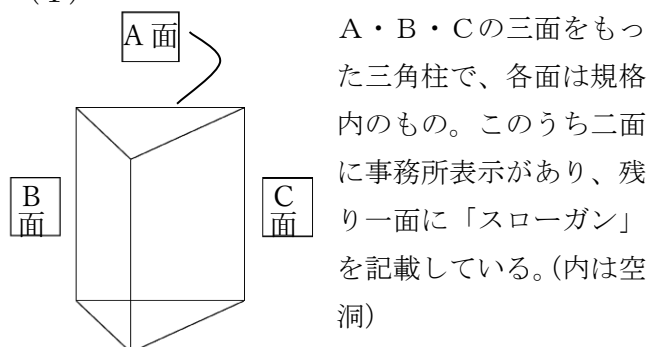 (1)
A 面
B
面
C
面
A・B・Cの三面をもっ
た三角柱で、各面は規格
内のもの。このうち二面
に事務所表示があり、残
り一面に「スローガン」
を記載している。(内は空
洞)